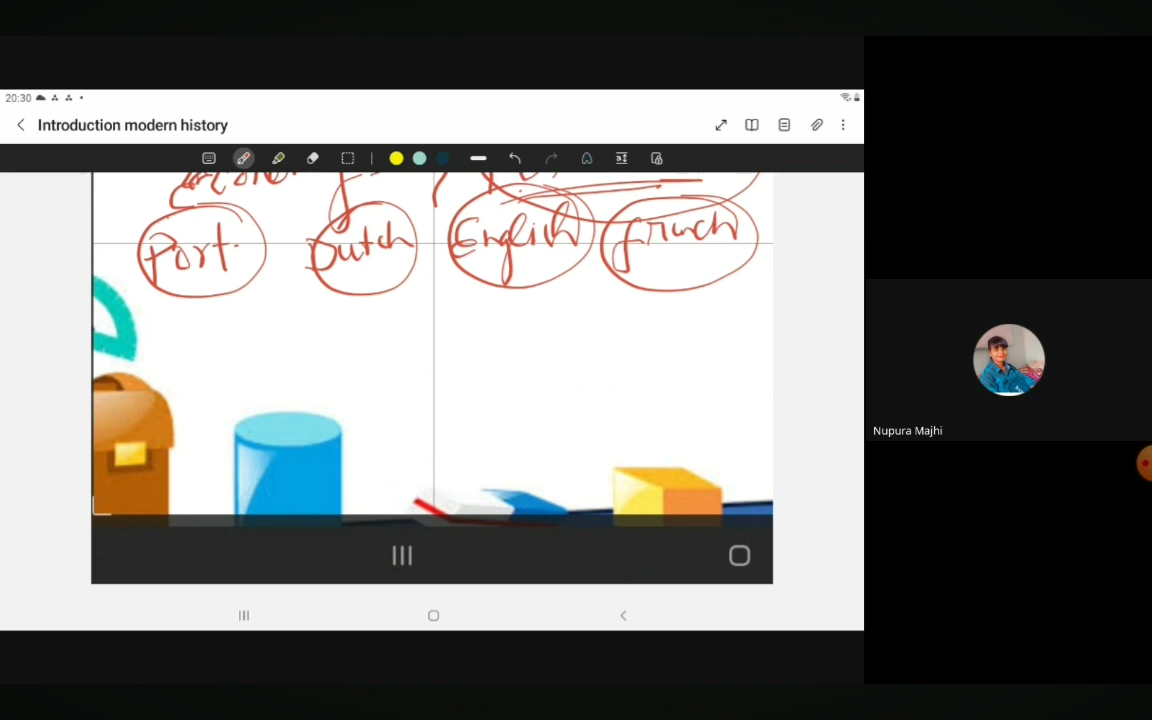 20:30
Introduction modern history
Port. Dutch English French
Nupura Majhi